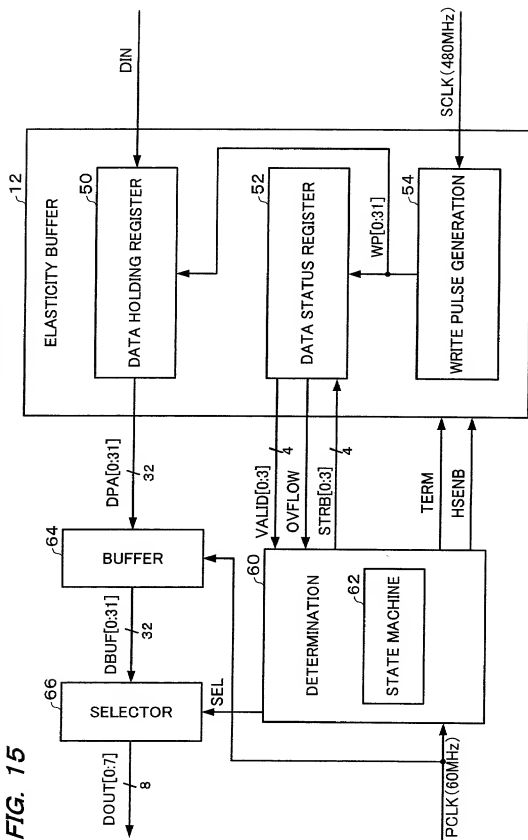 FIG. 15
12
ELASTICITY BUFFER
50
DATA HOLDING REGISTER
DIN
52
DATA STATUS REGISTER
WP[0:31]
54
WRITE PULSE GENERATION
SCLK(480MHz)
DPA[0:31]
32
64
BUFFER
DBUF[0:31]
32
66
SELECTOR
SEL
DOUT[0:7]
8
VALID[0:3]
4
OVFLOW
STRB[0:3]
4
TERM
HSENB
60
DETERMINATION
62
STATE MACHINE
PCLK(60MHz)